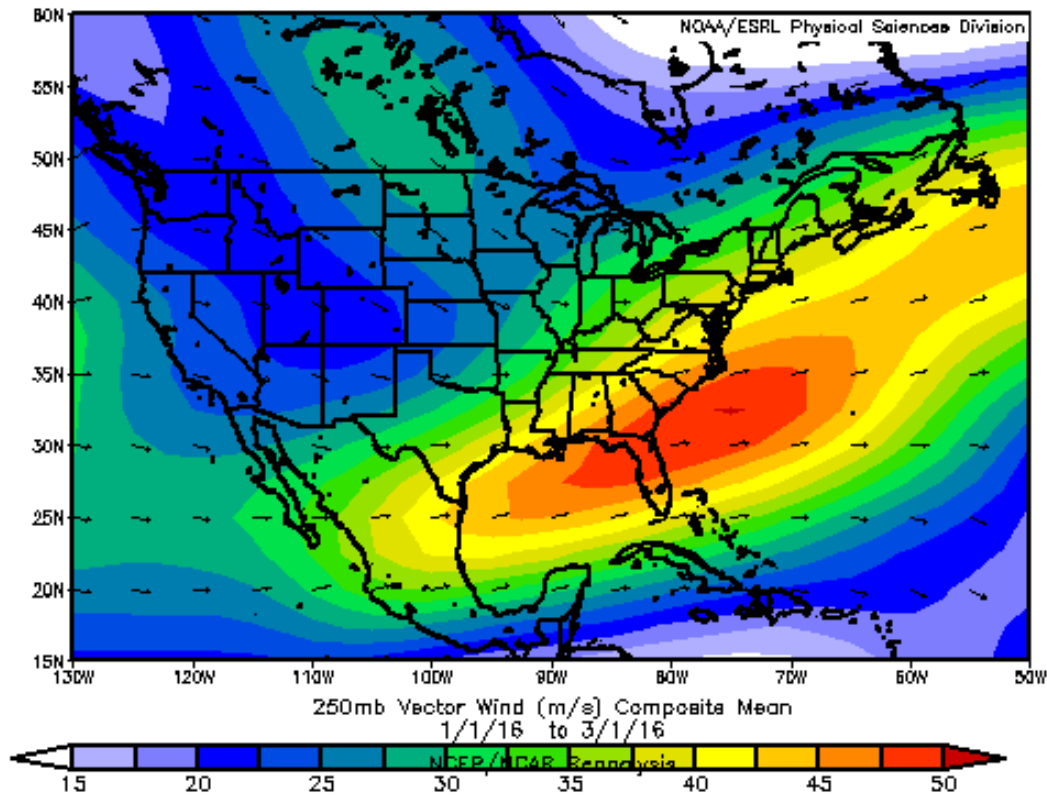 60N
NOAA/ESRL Physical Sciences Division
55N
50N
45N
40N
35N
30N
25N
20N
15N
130W 120W 110W 100W 90W 80W 70W 60W 50W
250mb Vector Wind (m/s) Composite Mean
1/1/16 to 3/1/16
NCEP/NCAR Reanalysis
15 20 25 30 35 40 45 50